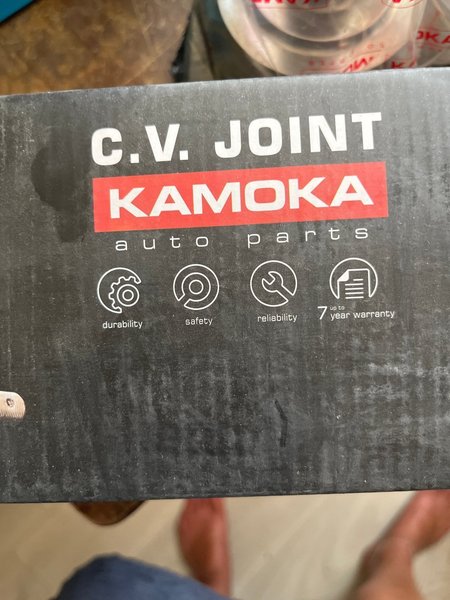 C.V. JOINT
KAMOKA
auto parts
durability
safety
reliability
up to
7 year warranty